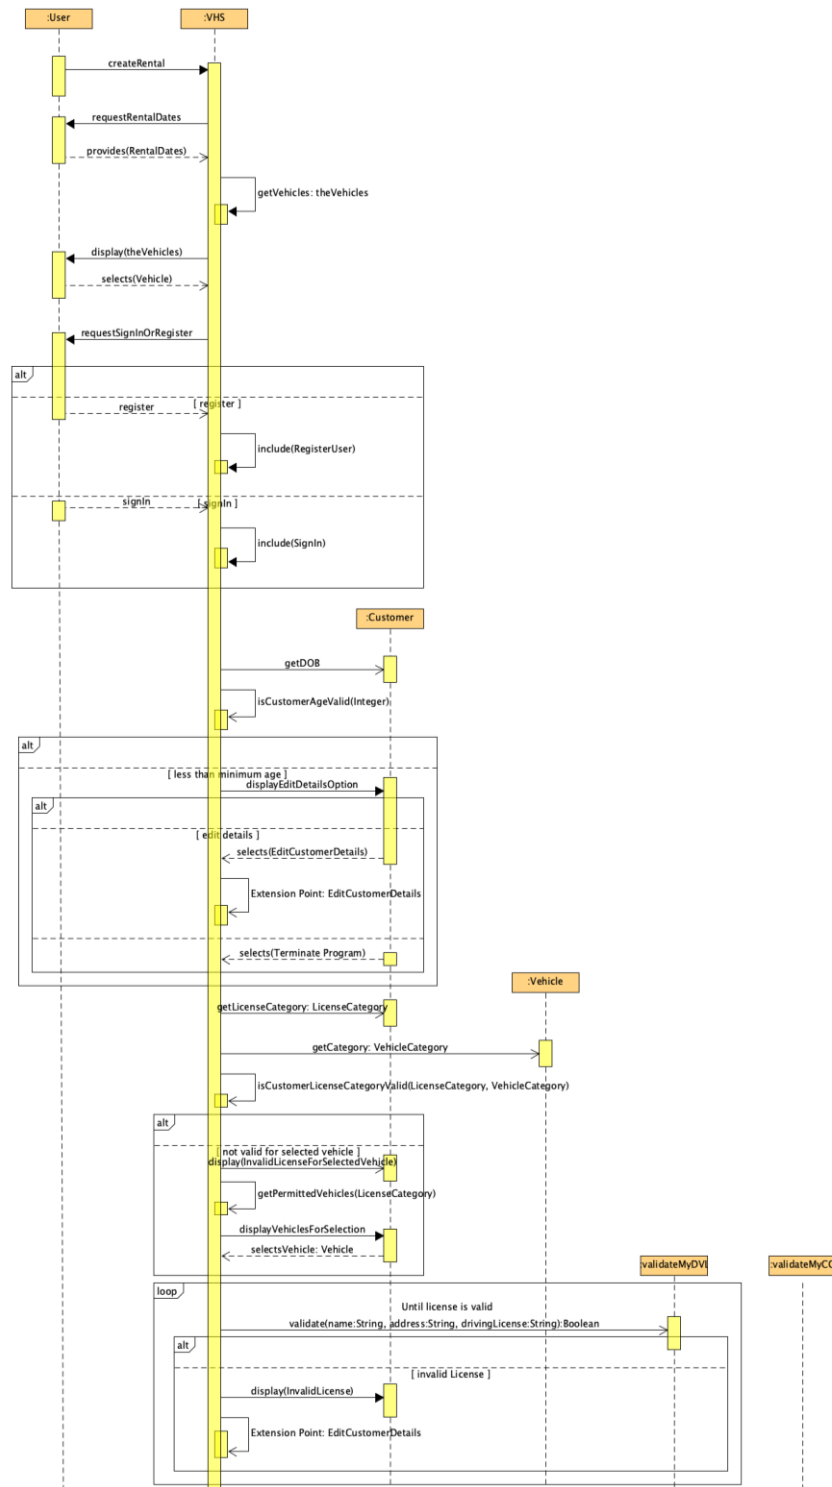 :User
:VHS
createRental
requestRentalDates
provides(RentalDates)
getVehicles: theVehicles
display(theVehicles)
selects(Vehicle)
requestSignInOrRegister
alt
[ register ]
register
include(RegisterUser)
signIn
[ signIn ]
include(SignIn)
:Customer
getDOB
isCustomerAgeValid(Integer)
alt
[ less than minimum age ]
displayEditDetailsOption
alt
[ edit details ]
selects(EditCustomerDetails)
Extension Point: EditCustomerDetails
selects(Terminate Program)
:Vehicle
getLicenseCategory: LicenseCategory
getCategory: VehicleCategory
isCustomerLicenseCategoryValid(LicenseCategory, VehicleCategory)
alt
[ not valid for selected vehicle ]
display(InvalidLicenseForSelectedVehicle)
getPermittedVehicles(LicenseCategory)
displayVehiclesForSelection
selectsVehicle: Vehicle
:validateMyDVL
:validateMyCC
loop
Until license is valid
validate(name:String, address:String, drivingLicense:String):Boolean
alt
[ invalid License ]
display(InvalidLicense)
Extension Point: EditCustomerDetails